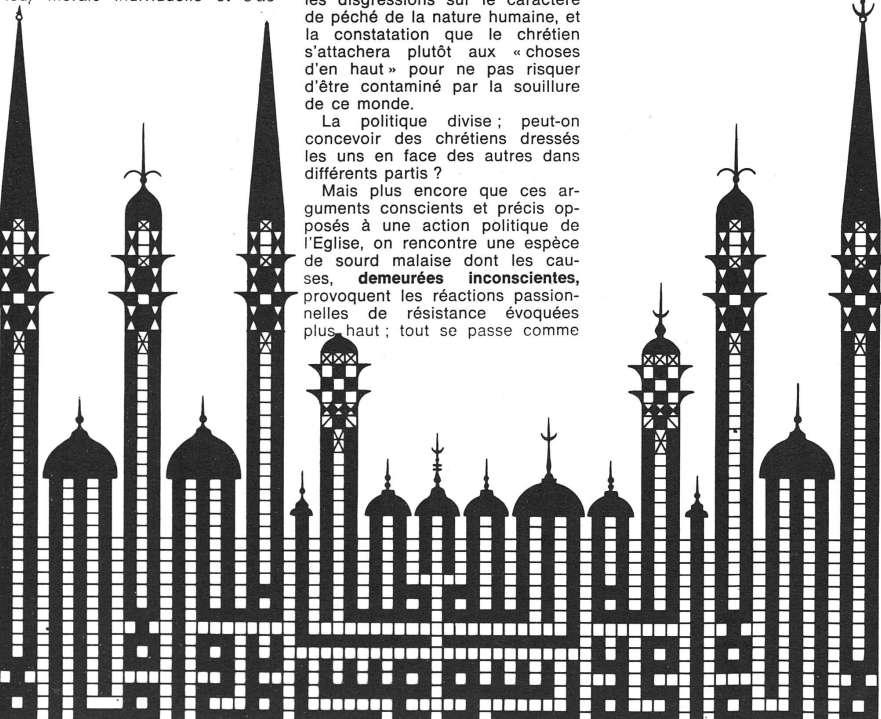 morale individuelle et
les disgressions sur le caractère
de péché de la nature humaine, et
la constatation que le chrétien
s'attachera plutôt aux « choses
d'en haut » pour ne pas risquer
d'être contaminé par la souillure
de ce monde.
La politique divise ; peut-on
concevoir des chrétiens dressés
les uns en face des autres dans
différents partis ?
Mais plus encore que ces ar-
guments conscients et précis op-
posés à une action politique de
l'Eglise, on rencontre une espèce
de sourd malaise dont les cau-
ses, demeurées inconscientes,
provoquent les réactions passion-
nelles de résistance évoquées
plus haut ; tout se passe comme